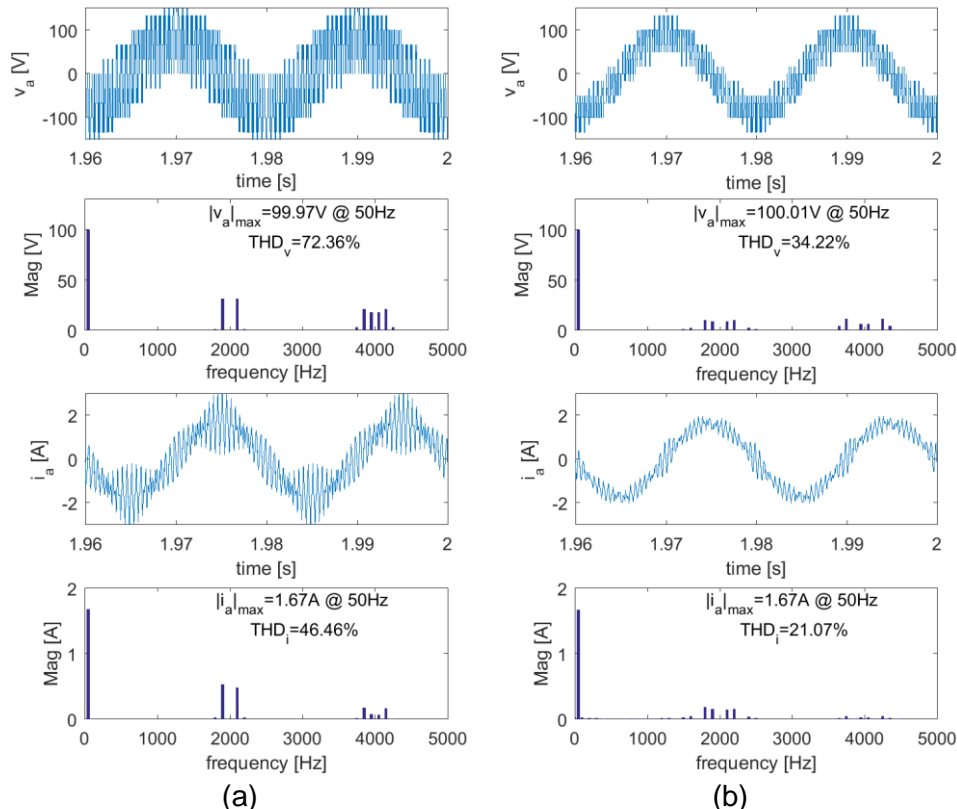 100
0
-100
v_a [V]
1.96 1.97 1.98 1.99 2
time [s]
|v_a|_max=99.97V @ 50Hz
THD_v=72.36%
100
50
0
Mag [V]
0 1000 2000 3000 4000 5000
frequency [Hz]
2
0
-2
i_a [A]
1.96 1.97 1.98 1.99 2
time [s]
|i_a|_max=1.67A @ 50Hz
THD_i=46.46%
2
1
0
Mag [A]
0 1000 2000 3000 4000 5000
frequency [Hz]
(a)
100
0
-100
v_a [V]
1.96 1.97 1.98 1.99 2
time [s]
|v_a|_max=100.01V @ 50Hz
THD_v=34.22%
100
50
0
Mag [V]
0 1000 2000 3000 4000 5000
frequency [Hz]
2
0
-2
i_a [A]
1.96 1.97 1.98 1.99 2
time [s]
|i_a|_max=1.67A @ 50Hz
THD_i=21.07%
2
1
0
Mag [A]
0 1000 2000 3000 4000 5000
frequency [Hz]
(b)